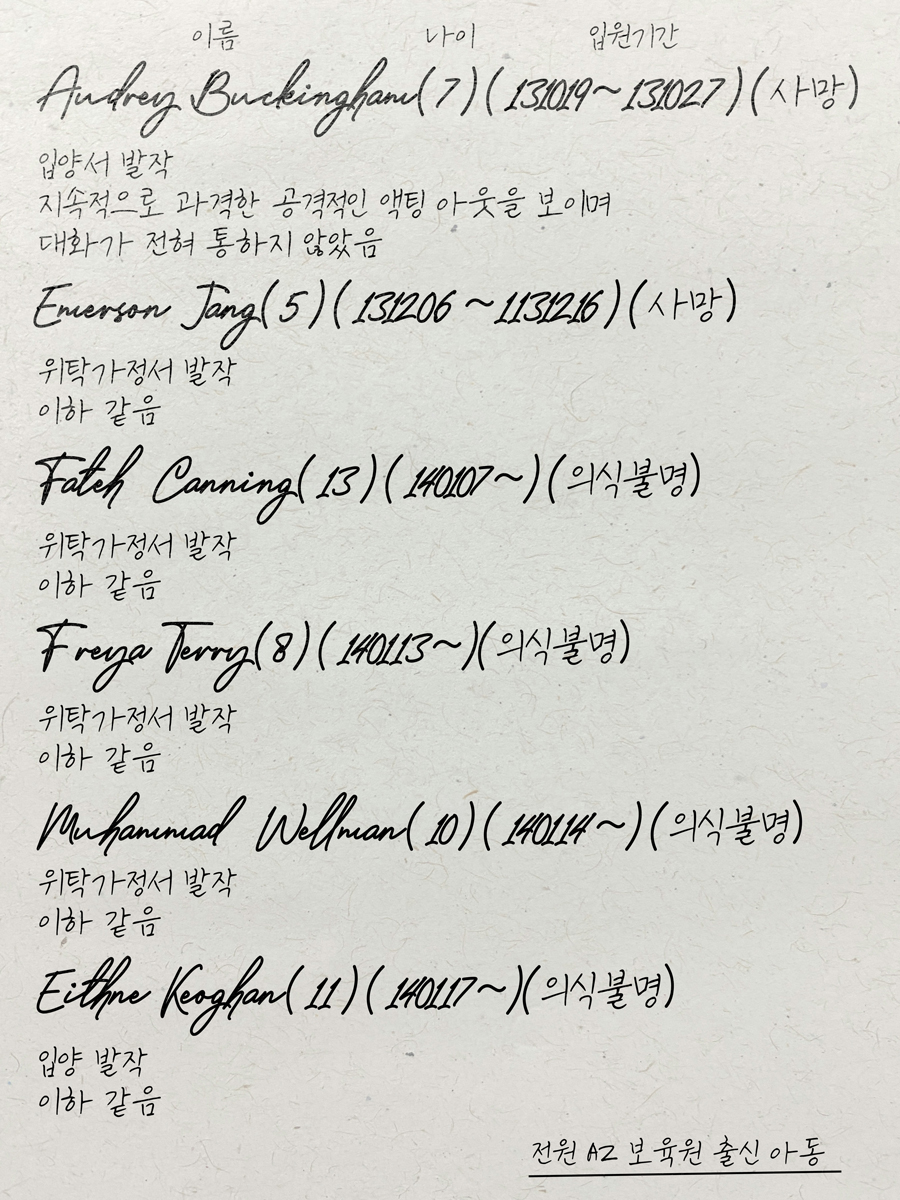 이름 나이 입원기간
Audrey Buckingham(7)(131019~131027)(사망)
입양서 발작
지속적으로 과격한 공격적인 액팅 아웃을 보이며
대화가 전혀 통하지 않았음
Emerson Jang(5)(131206~1131216)(사망)
위탁가정서 발작
이하 같음
Fateh Canning(13)(140107~)(의식불명)
위탁가정서 발작
이하 같음
Freya Terry(8)(140113~)(의식불명)
위탁가정서 발작
이하 같음
Muhammad Wellman(10)(140114~)(의식불명)
위탁가정서 발작
이하 같음
Eithne Keoghan(11)(140117~)(의식불명)
입양 발작
이하 같음
전원 AZ 보육원 출신 아동